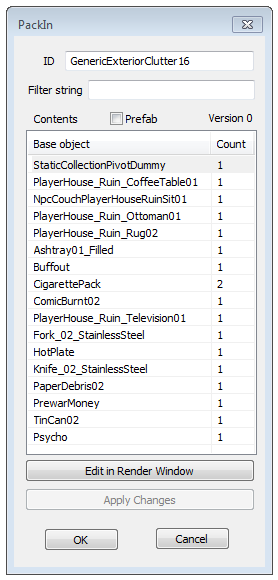 PackIn
ID GenericExteriorClutter16
Filter string
Contents Prefab Version 0
Base object Count
StaticCollectionPivotDummy 1
PlayerHouse_Ruin_CoffeeTable01 1
NpcCouchPlayerHouseRuinSit01 1
PlayerHouse_Ruin_Ottoman01 1
PlayerHouse_Ruin_Rug02 1
Ashtray01_Filled 1
Buffout 1
CigarettePack 2
ComicBurnt02 1
PlayerHouse_Ruin_Television01 1
Fork_02_StainlessSteel 1
HotPlate 1
Knife_02_StainlessSteel 1
PaperDebris02 1
PrewarMoney 1
TinCan02 1
Psycho 1
Edit in Render Window
Apply Changes
OK Cancel